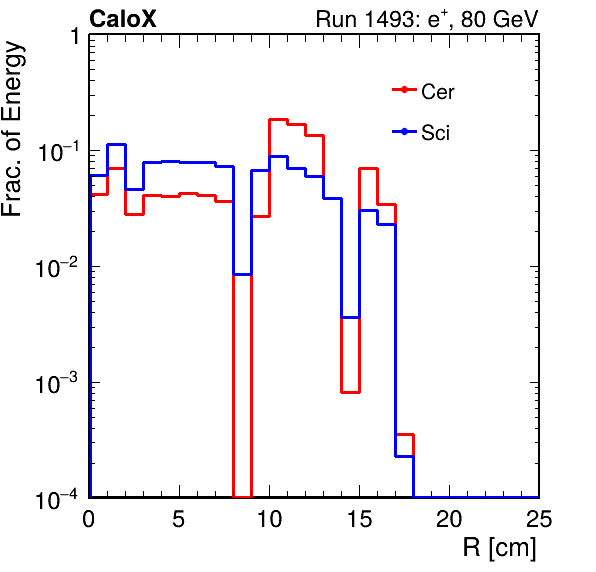 CaloX Run 1493: e⁺, 80 GeV
Frac. of Energy
1
10⁻¹
10⁻²
10⁻³
10⁻⁴
Cer
Sci
0 5 10 15 20 25
R [cm]